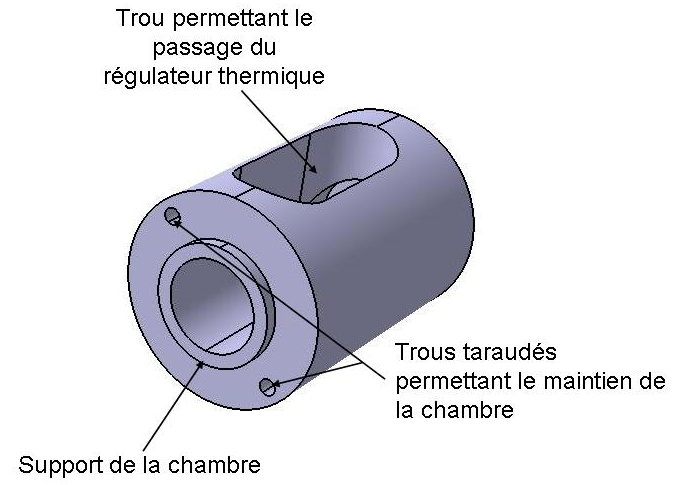 Trou permettant le
passage du
régulateur thermique
Trous taraudés
permettant le maintien de
la chambre
Support de la chambre